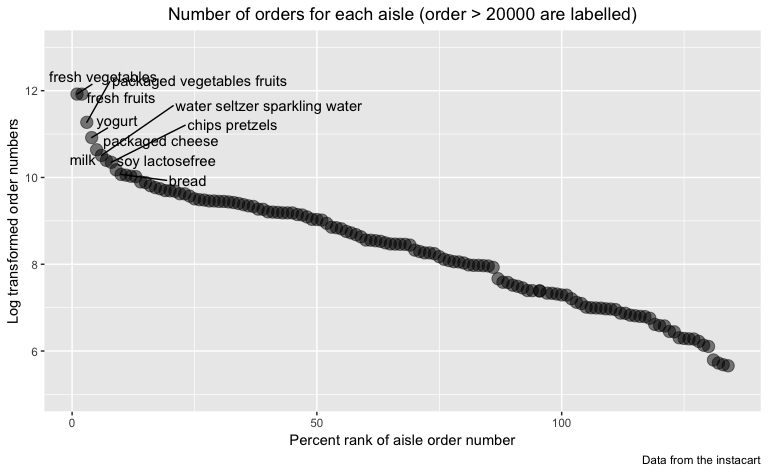 Number of orders for each aisle (order > 20000 are labelled)
Log transformed order numbers
12
10
8
6
fresh vegetables
packaged vegetables fruits
fresh fruits
water seltzer sparkling water
yogurt
chips pretzels
packaged cheese
milk
soy lactosefree
bread
0
50
100
Percent rank of aisle order number
Data from the instacart